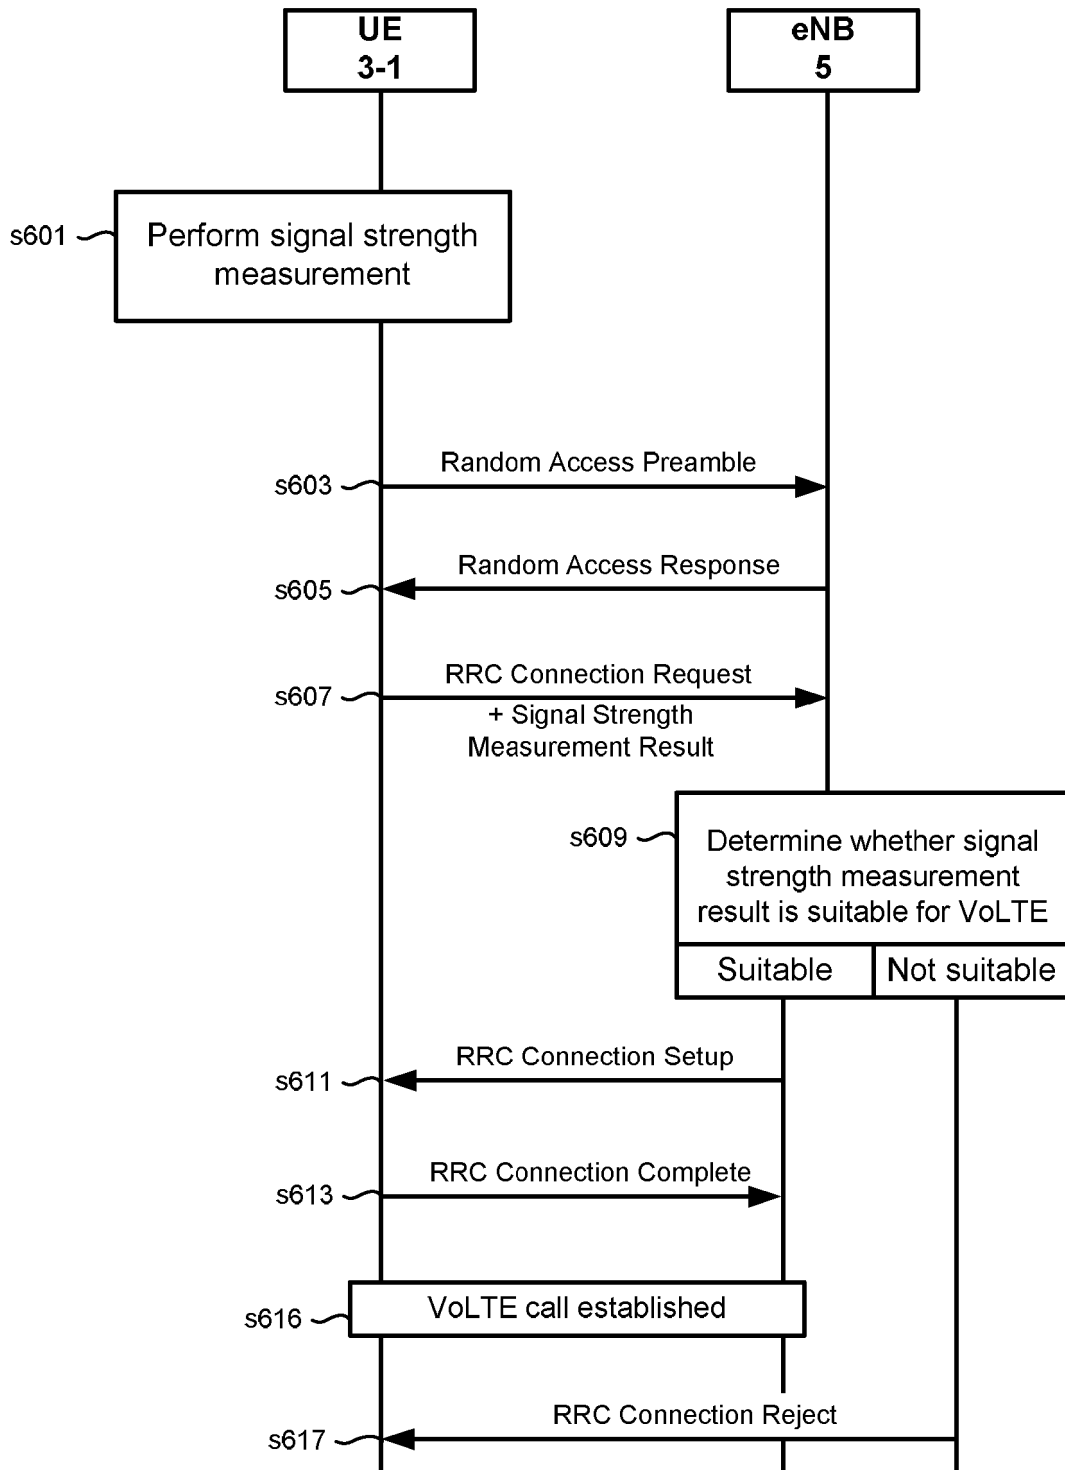 UE
3-1
eNB
5
s601
Perform signal strength
measurement
Random Access Preamble
s603
Random Access Response
s605
RRC Connection Request
s607
+ Signal Strength
Measurement Result
s609
Determine whether signal
strength measurement
result is suitable for VoLTE
Suitable
Not suitable
RRC Connection Setup
s611
RRC Connection Complete
s613
VoLTE call established
s616
RRC Connection Reject
s617